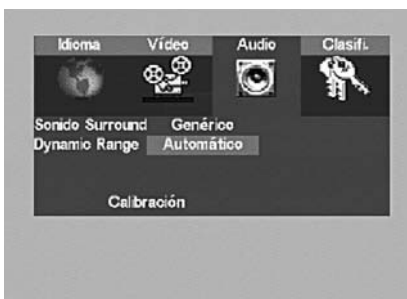 Idioma Vídeo Audio Clasifi.
Sonido Surround Genérico
Dynamic Range Automático
Calibración